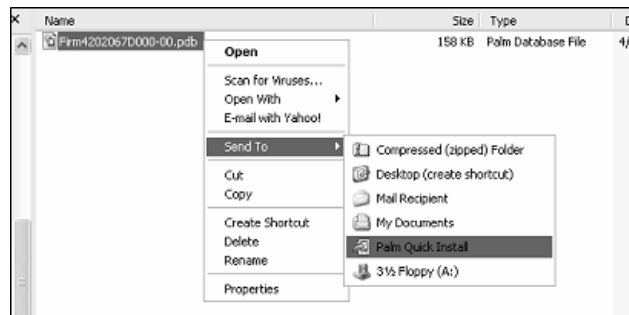 Name Size Type
Firm4202067D000-00.pdb 158 KB Palm Database File 4/
Open
Scan for Viruses...
Open With
E-mail with Yahoo!
Send To
Compressed (zipped) Folder
Desktop (create shortcut)
Mail Recipient
My Documents
Palm Quick Install
3½ Floppy (A:)
Cut
Copy
Create Shortcut
Delete
Rename
Properties